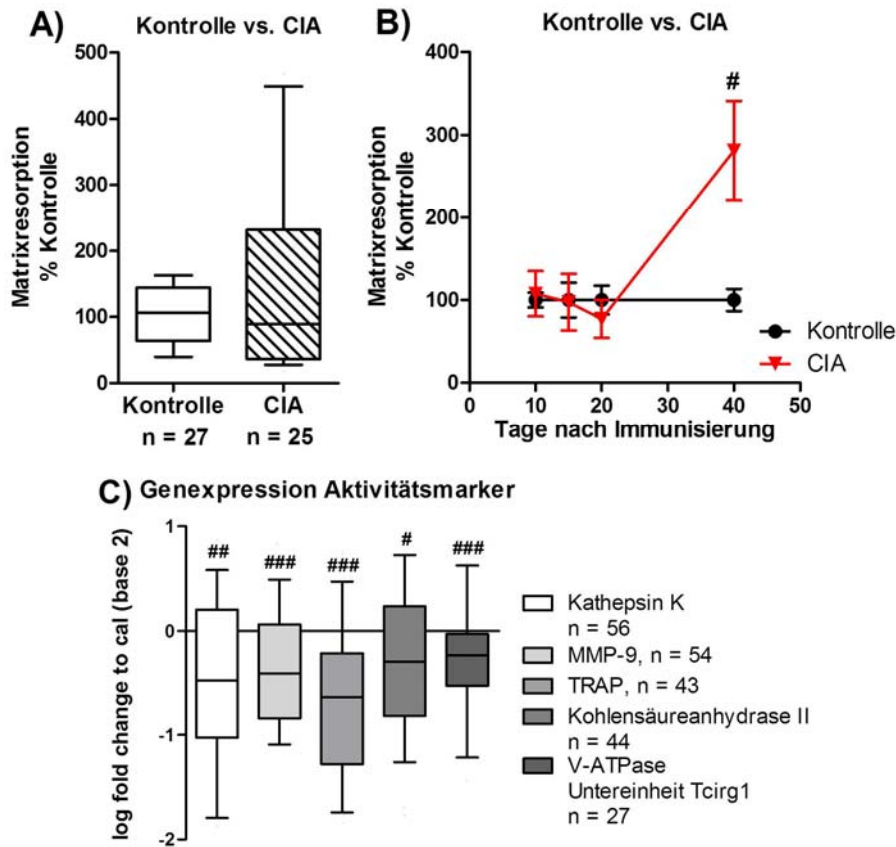 A) Kontrolle vs. CIA
500
400
300
200
100
0
Matrixresorption
% Kontrolle
Kontrolle
n = 27
CIA
n = 25
B) Kontrolle vs. CIA
#
400
300
200
100
0
Matrixresorption
% Kontrolle
0 10 20 30 40 50
Tage nach Immunisierung
Kontrolle
CIA
C) Genexpression Aktivitätsmarker
1
0
-1
-2
log fold change to cal (base 2)
## ### ### # ###
Kathepsin K
n = 56
MMP-9, n = 54
TRAP, n = 43
Kohlensäureanhydrase II
n = 44
V-ATPase
Untereinheit Tcirg1
n = 27